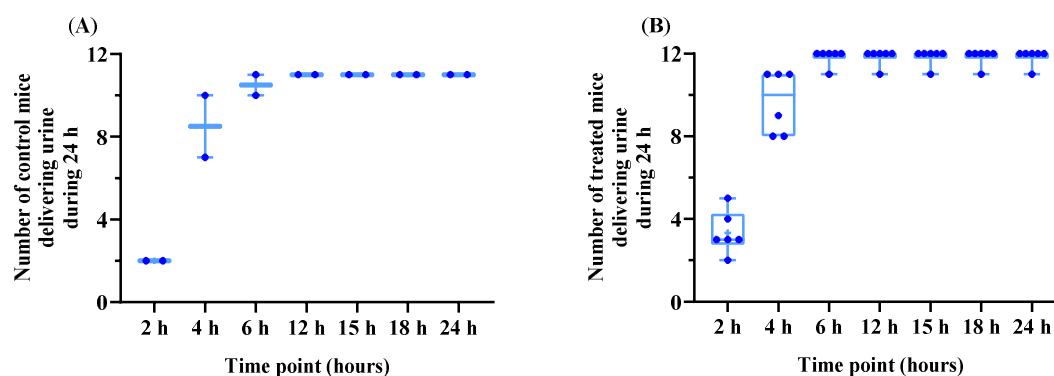 (A)
Number of control mice
delivering urine
during 24 h
12
8
4
0
2 h 4 h 6 h 12 h 15 h 18 h 24 h
Time point (hours)
(B)
Number of treated mice
delivering urine
during 24 h
12
8
4
0
2 h 4 h 6 h 12 h 15 h 18 h 24 h
Time point (hours)